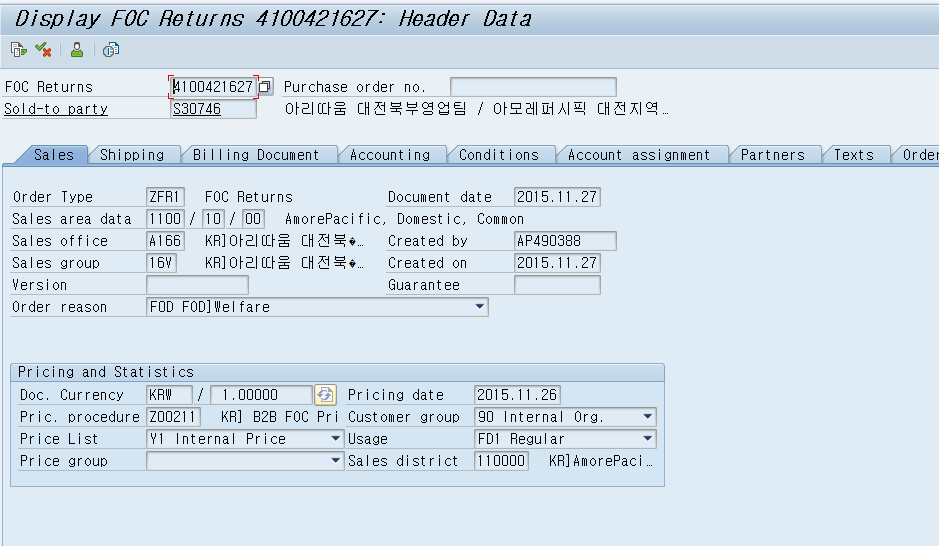 Display FOC Returns 4100421627: Header Data
FOC Returns 4100421627 Purchase order no.
Sold-to party S30746 아리따움 대전북부영업팀 / 아모레퍼시픽 대전지역…
Sales Shipping Billing Document Accounting Conditions Account assignment Partners Texts Order
Order Type ZFR1 FOC Returns Document date 2015.11.27
Sales area data 1100 / 10 / 00 AmorePacific, Domestic, Common
Sales office A166 KR]아리따움 대전북�… Created by AP490388
Sales group 16V KR]아리따움 대전북�… Created on 2015.11.27
Version Guarantee
Order reason FOD FOD]Welfare
Pricing and Statistics
Doc. Currency KRW / 1.00000 Pricing date 2015.11.26
Pric. procedure Z00211 KR] B2B FOC Pri Customer group 90 Internal Org.
Price List Y1 Internal Price Usage FD1 Regular
Price group Sales district 110000 KR]AmorePaci…